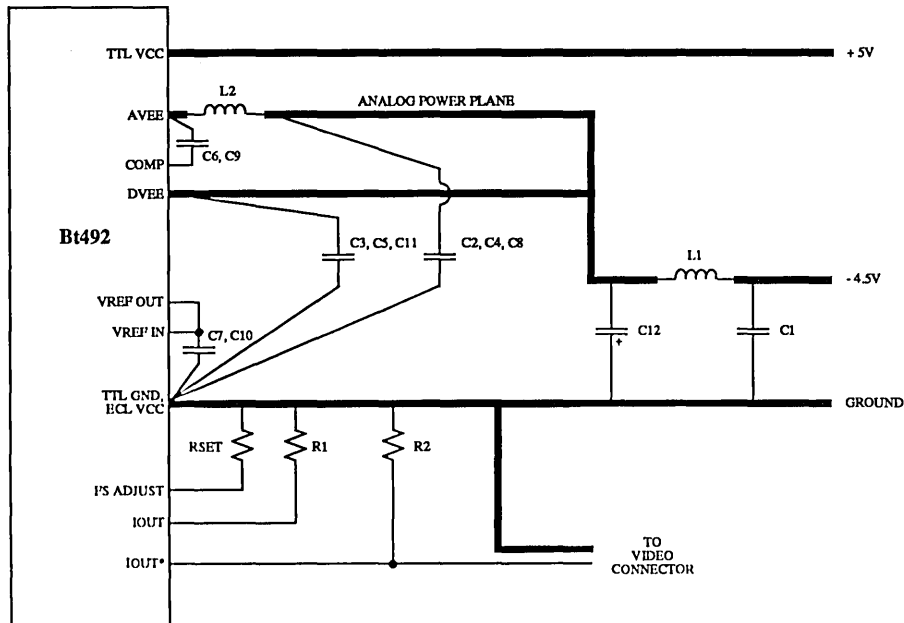 TTL VCC
+ 5V
L2
ANALOG POWER PLANE
AVEE
C6, C9
COMP
DVEE
Bt492
C3, C5, C11
C2, C4, C8
L1
- 4.5V
VREF OUT
VREF IN
C7, C10
C12
+
C1
TTL GND,
ECL VCC
GROUND
RSET
R1
R2
FS ADJUST
IOUT
IOUT*
TO
VIDEO
CONNECTOR